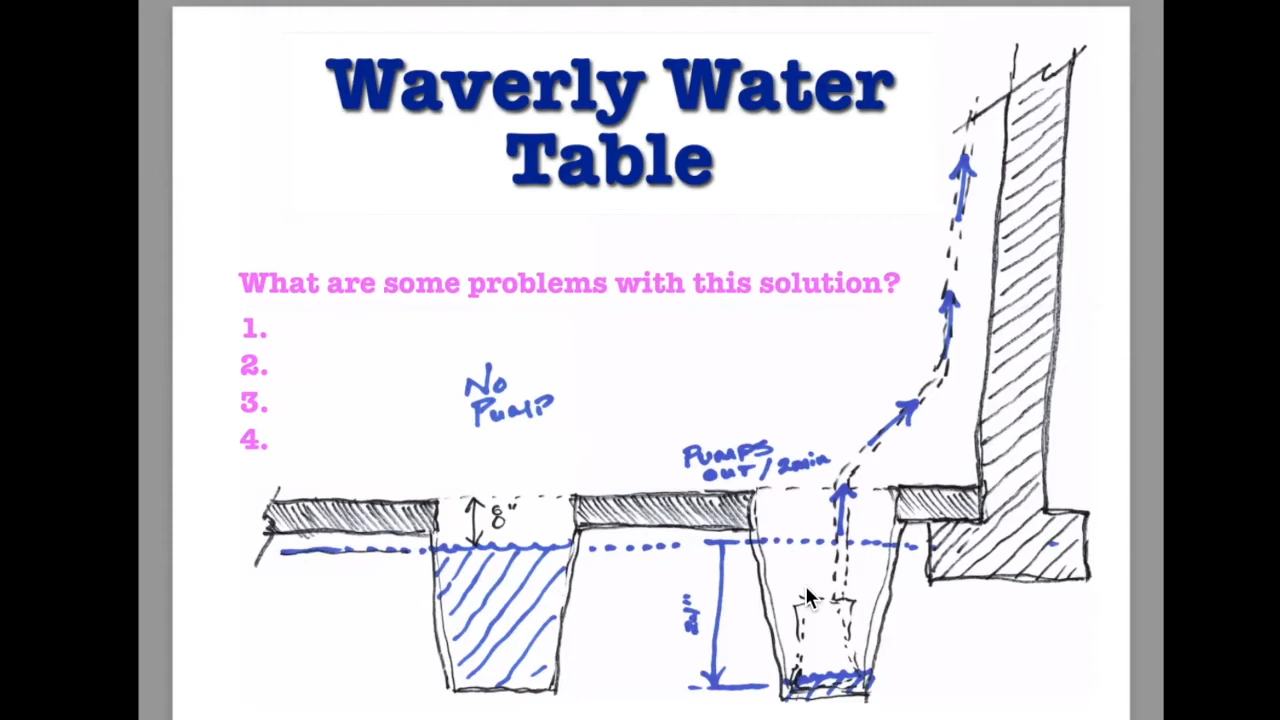 Waverly Water
Table
What are some problems with this solution?
1.
2.
3.
4.
No
Pump
Pumps
out / 2min
8"
24"